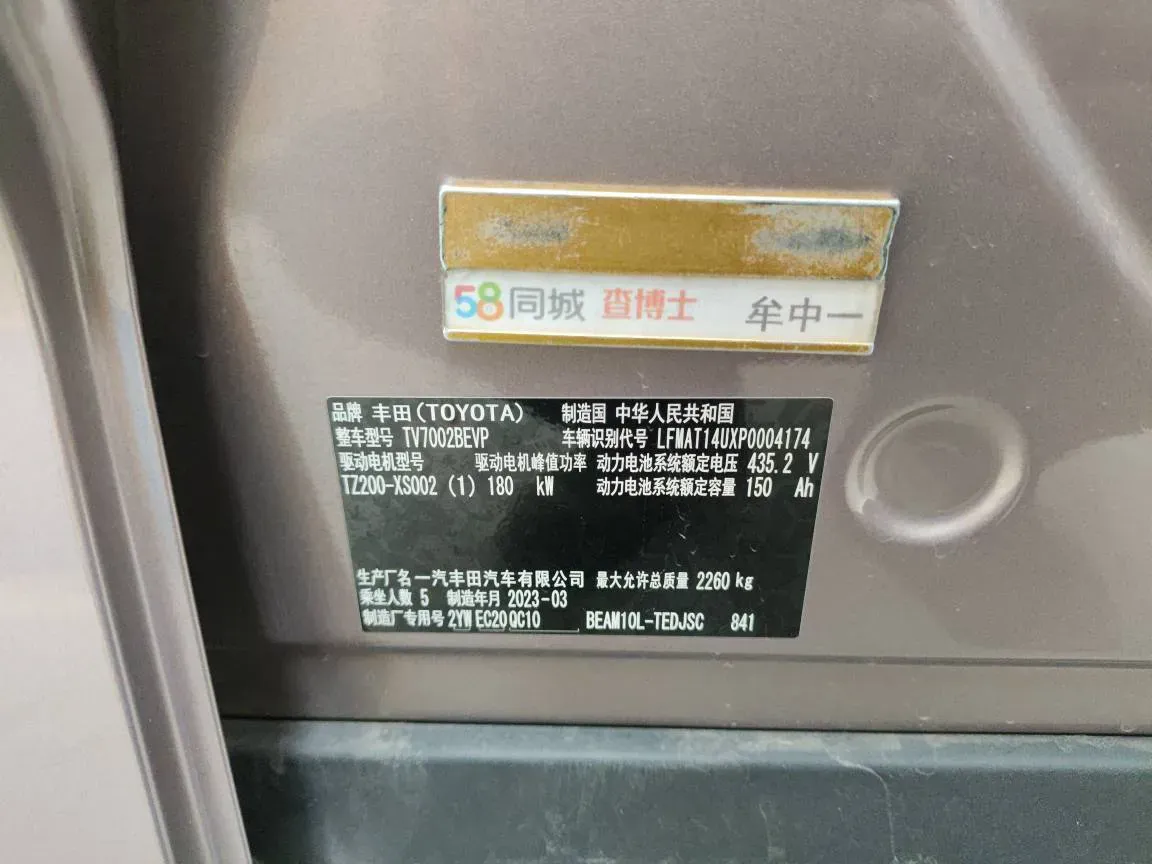 58同城 查博士 牟中一
品牌 丰田(TOYOTA) 制造国 中华人民共和国
整车型号 TV7002BEVP 车辆识别代号 LFMAT14UXP0004174
驱动电机型号 驱动电机峰值功率 动力电池系统额定电压 435.2 V
TZ200-XS002 (1) 180 kW 动力电池系统额定容量 150 Ah
生产厂名 一汽丰田汽车有限公司 最大允许总质量 2260 kg
乘坐人数 5 制造年月 2023-03
制造厂专用号 2YW EC20 QC10 BEAM10L-TEDJSC 841